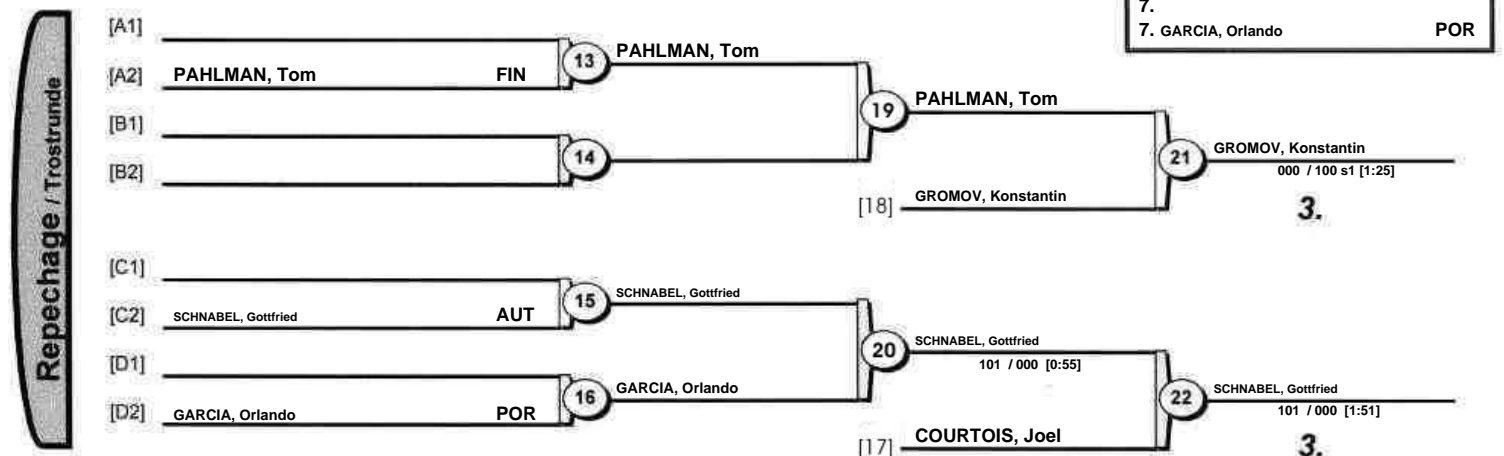 7.
7. GARCIA, Orlando POR
Repechage / Trostrunde
[A1]
[A2] PAHLMAN, Tom FIN
13 PAHLMAN, Tom
[B1]
[B2]
14
19 PAHLMAN, Tom
[18] GROMOV, Konstantin
21 GROMOV, Konstantin
000 / 100 s1 [1:25]
3.
[C1]
[C2] SCHNABEL, Gottfried AUT
15 SCHNABEL, Gottfried
[D1]
[D2] GARCIA, Orlando POR
16 GARCIA, Orlando
20 SCHNABEL, Gottfried
101 / 000 [0:55]
[17] COURTOIS, Joel
22 SCHNABEL, Gottfried
101 / 000 [1:51]
3.